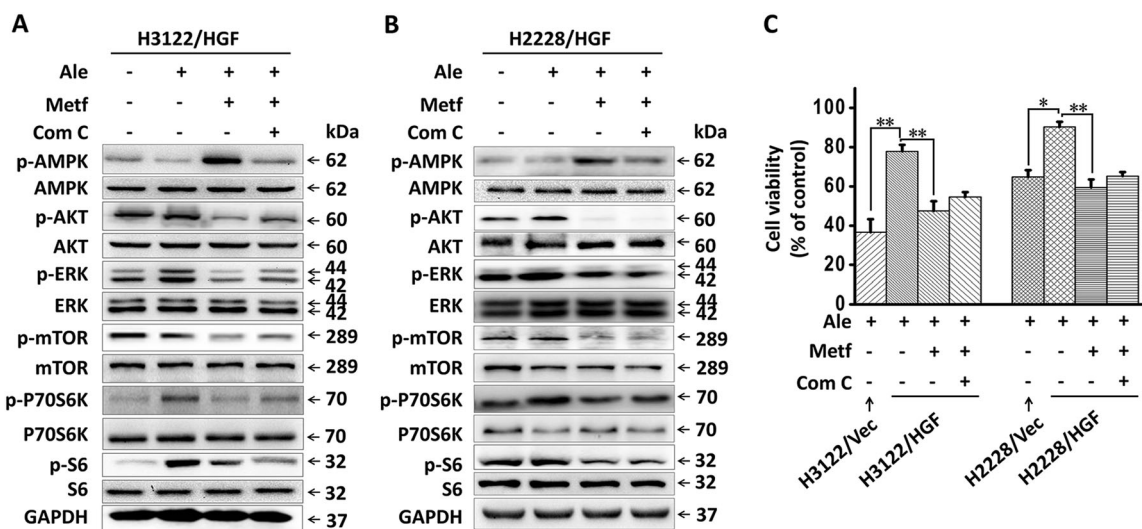 A
H3122/HGF
Ale - + + +
Metf - - + +
Com C - - - + kDa
p-AMPK ← 62
AMPK ← 62
p-AKT ← 60
AKT ← 60
p-ERK ← 44
← 42
ERK ← 44
← 42
p-mTOR ← 289
mTOR ← 289
p-P70S6K ← 70
P70S6K ← 70
p-S6 ← 32
S6 ← 32
GAPDH ← 37
B
H2228/HGF
Ale - + + +
Metf - - + +
Com C - - - + kDa
p-AMPK ← 62
AMPK ← 62
p-AKT ← 60
AKT ← 60
p-ERK ← 44
← 42
ERK ← 44
← 42
p-mTOR ← 289
mTOR ← 289
p-P70S6K ← 70
P70S6K ← 70
p-S6 ← 32
S6 ← 32
GAPDH ← 37
C
Cell viability
(% of control)
100
80
60
40
20
0
** ** * **
Ale + + + + + + + +
Metf - - + + - - + +
Com C - - - + - - - +
H3122/Vec
H3122/HGF
H2228/Vec
H2228/HGF